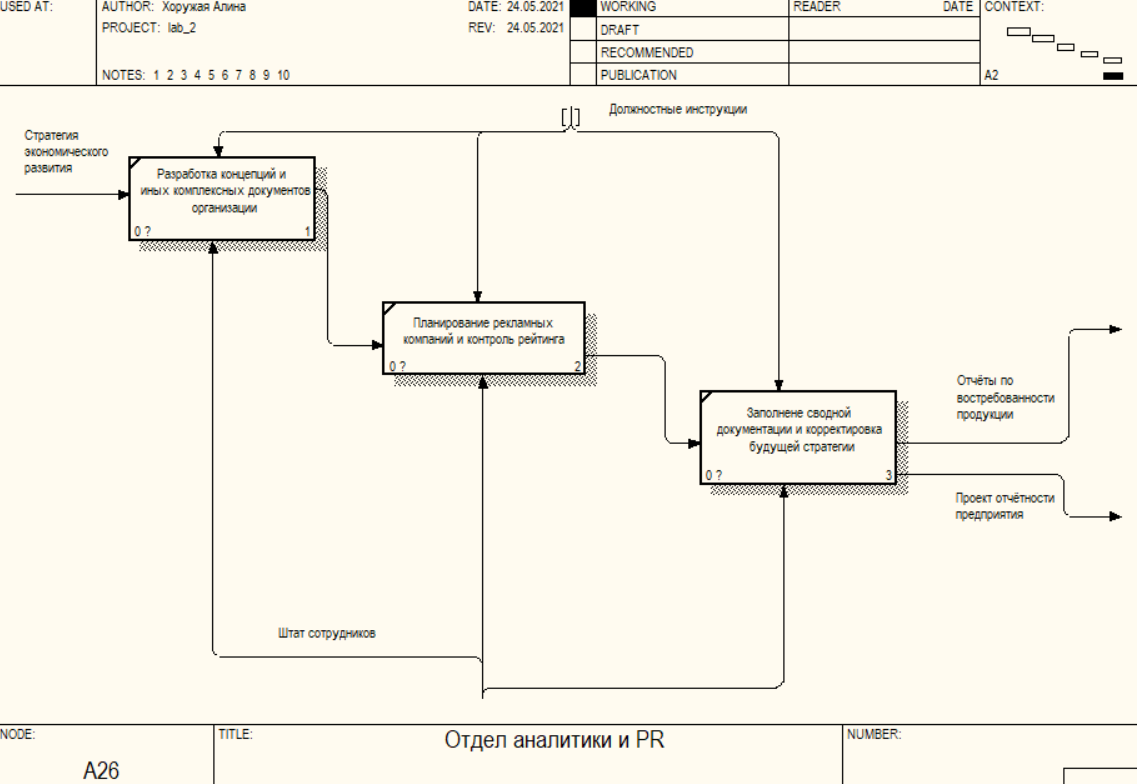 USED AT:
AUTHOR: Хоружая Алина
DATE: 24.05.2021
WORKING
READER
DATE
CONTEXT:
PROJECT: lab_2
REV: 24.05.2021
DRAFT
RECOMMENDED
NOTES: 1 2 3 4 5 6 7 8 9 10
PUBLICATION
A2
Должностные инструкции
Стратегия
экономического
развития
Разработка концепций и
иных комплексных документов
организации
0 ?
1
Планирование рекламных
компаний и контроль рейтинга
0 ?
2
Заполнене сводной
документации и корректировка
будущей стратегии
0 ?
3
Отчёты по
востребованности
продукции
Проект отчётности
предприятия
Штат сотрудников
NODE:
TITLE:
Отдел аналитики и PR
NUMBER:
A26